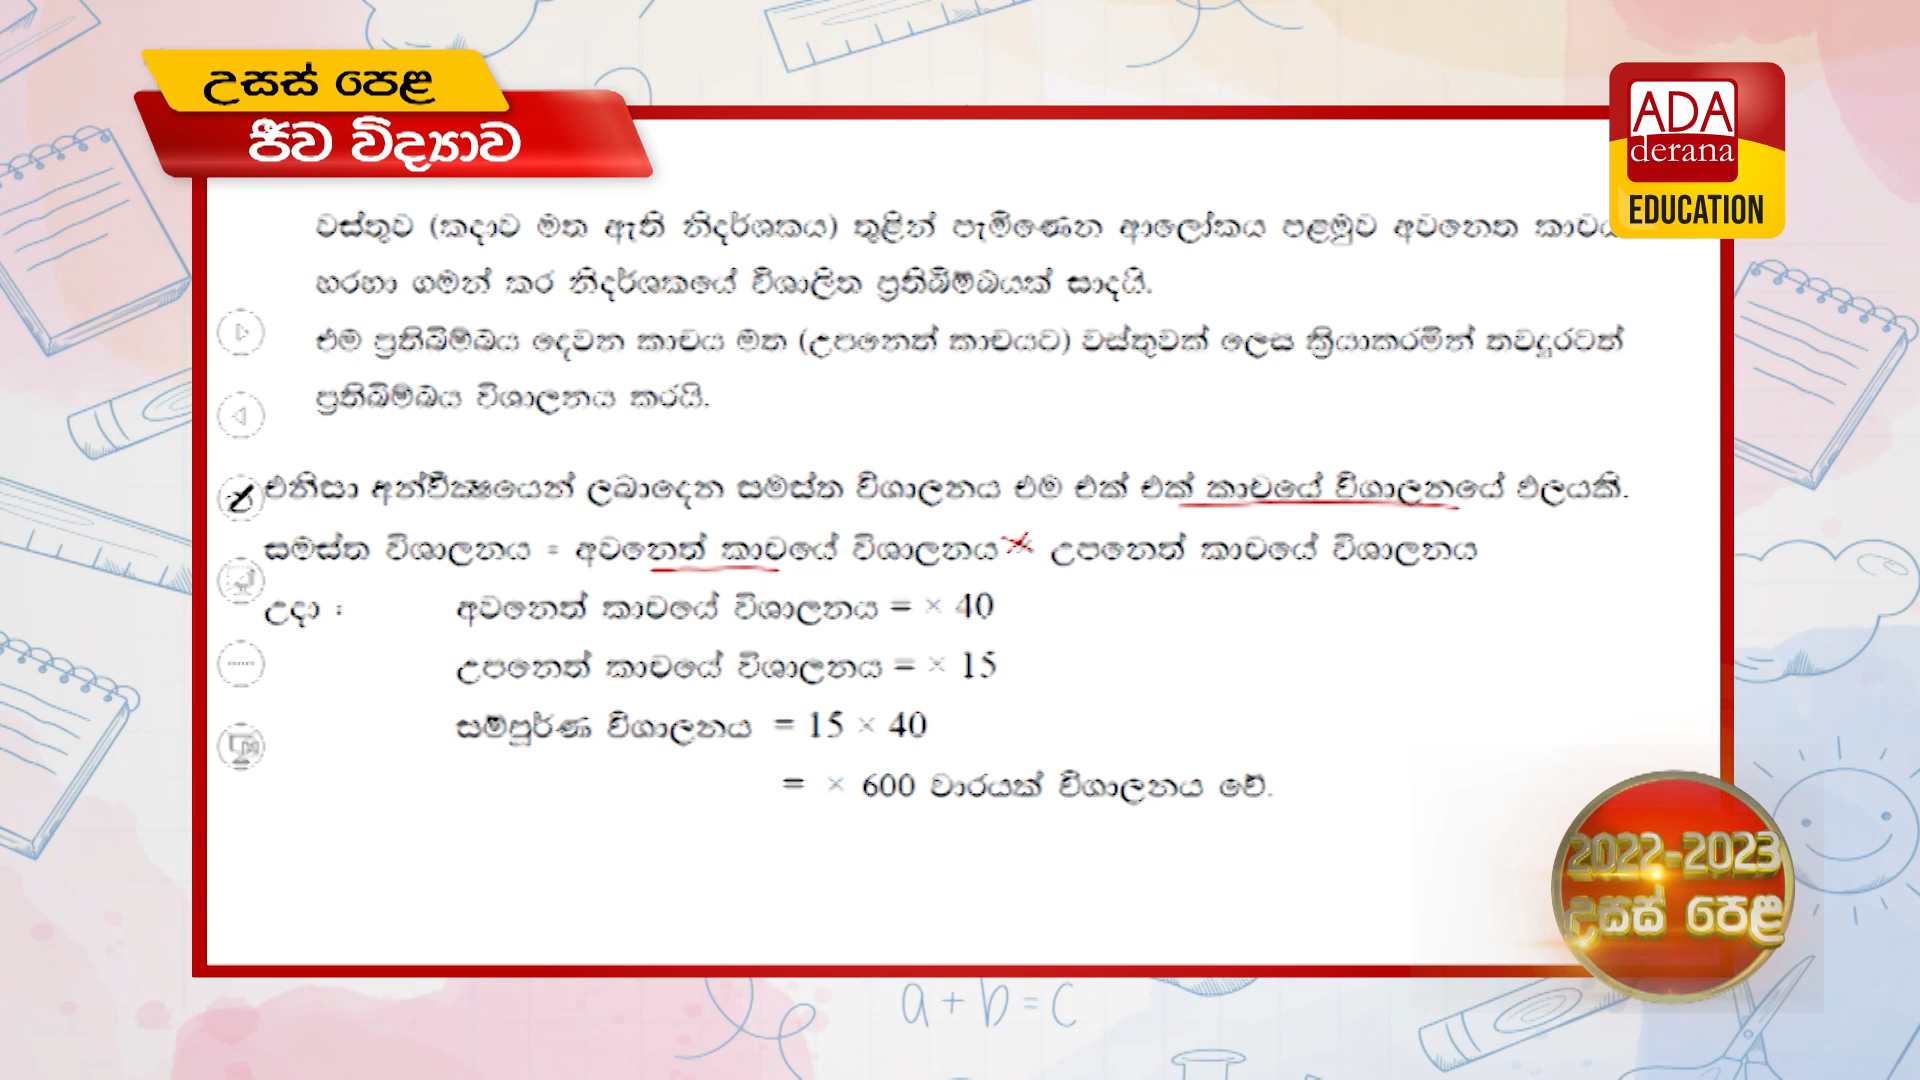 උසස් පෙළ
ජීව විද්‍යාව
ADA
derana
EDUCATION
වස්තුව (කදාව මත ඇති නිදර්ශකය) තුළින් පැමිණෙන ආලෝකය පළමුව අවනෙත කාචය
හරහා ගමන් කර නිදර්ශකයේ විශාලිත ප්‍රතිබිම්බයක් සාදයි.
එම ප්‍රතිබිම්බය දෙවන කාචය මත (උපනෙත් කාචයට) වස්තුවක් ලෙස ක්‍රියාකරමින් තවදුරටත්
ප්‍රතිබිම්බය විශාලනය කරයි.
එනිසා අන්වීක්ෂයෙන් ලබාදෙන සමස්ත විශාලනය එම එක් එක් කාචයේ විශාලනයේ ඵලයකි.
සමස්ත විශාලනය = අවනෙත් කාචයේ විශාලනය × උපනෙත් කාචයේ විශාලනය
උදා : අවනෙත් කාචයේ විශාලනය = × 40
උපනෙත් කාචයේ විශාලනය = × 15
සම්පූර්ණ විශාලනය = 15 × 40
= × 600 වාරයක් විශාලනය වේ.
2022-2023
උසස් පෙළ
a + b = c